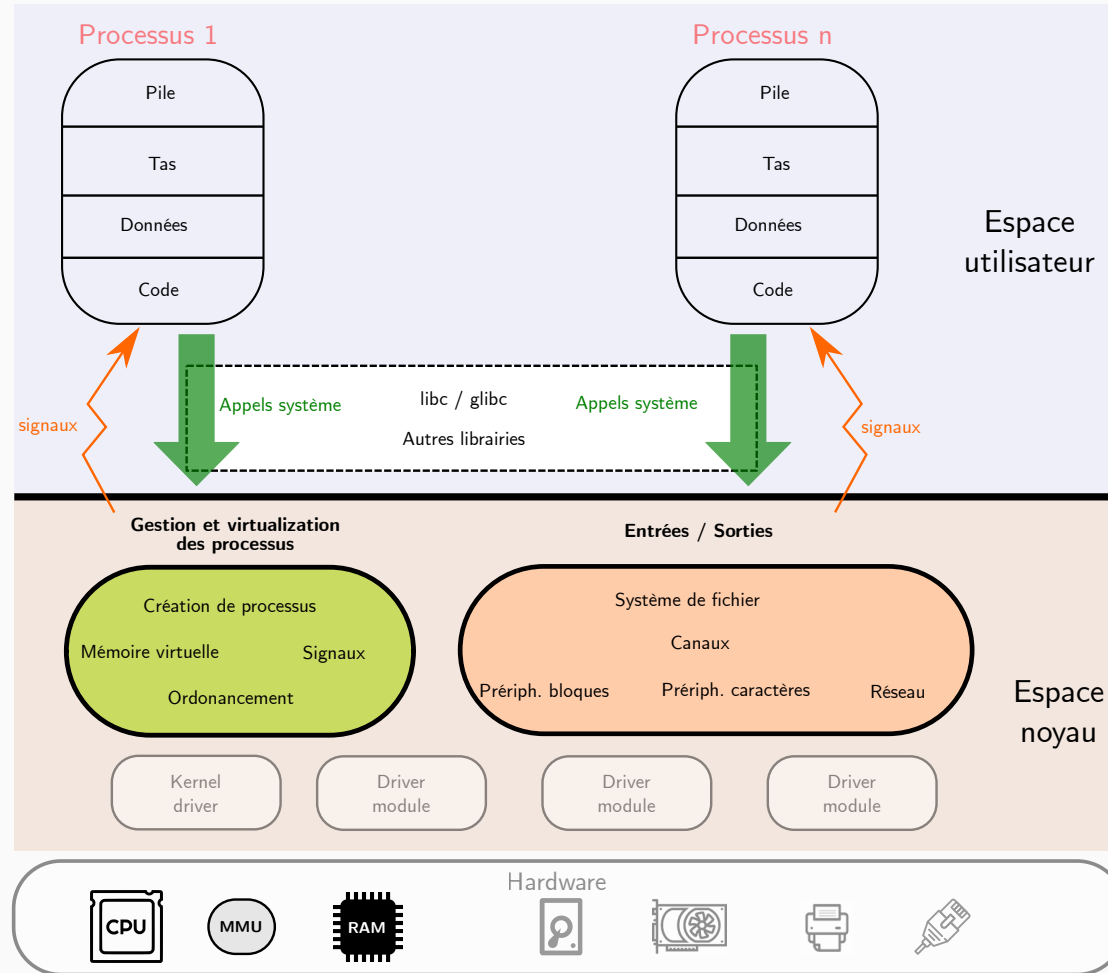 Processus 1
Processus n
Pile
Pile
Tas
Tas
Données
Données
Code
Code
Espace
utilisateur
signaux
Appels système
libc / glibc
Autres librairies
Appels système
signaux
Gestion et virtualization
des processus
Entrées / Sorties
Création de processus
Mémoire virtuelle
Signaux
Ordonancement
Système de fichier
Canaux
Prériph. bloques
Prériph. caractères
Réseau
Espace
noyau
Kernel
driver
Driver
module
Driver
module
Driver
module
Hardware
CPU
MMU
RAM